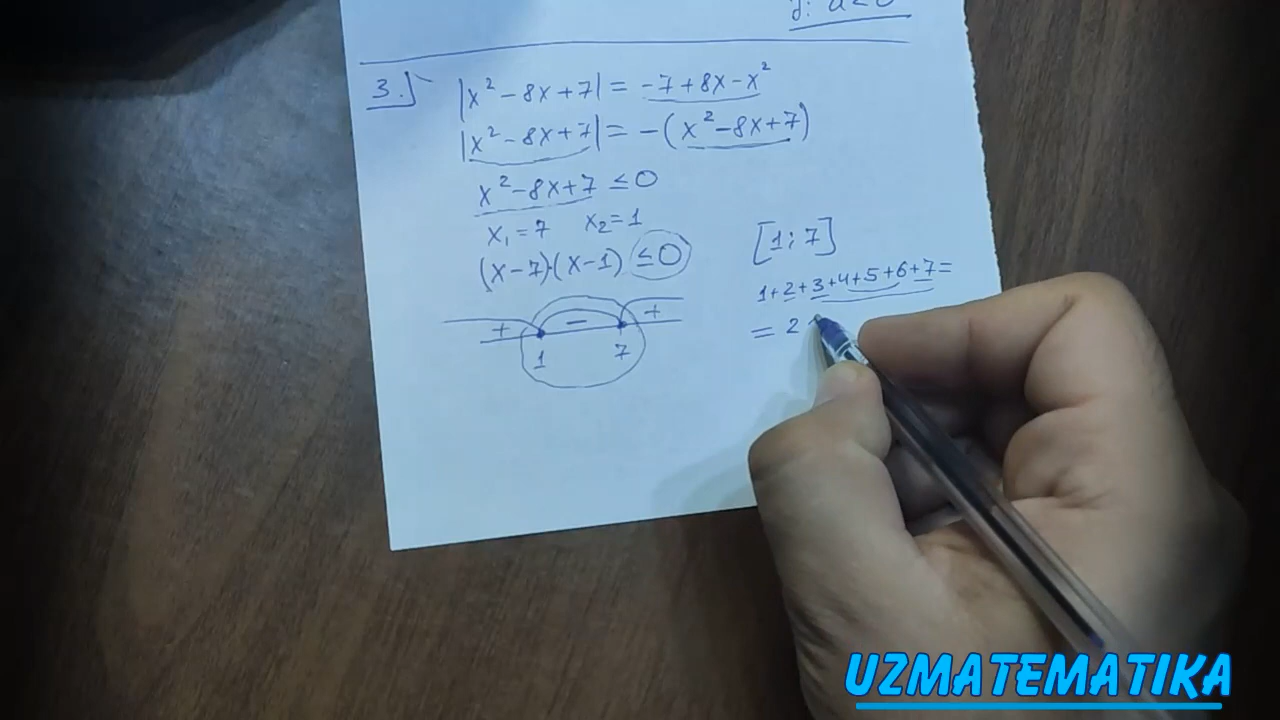 3.) |x² - 8x + 7| = -7 + 8x - x²
|x² - 8x + 7| = -(x² - 8x + 7)
x² - 8x + 7 ≤ 0
x₁ = 7 x₂ = 1
(x - 7)·(x - 1) ≤ 0
+ - +
1 7
[1; 7]
1+2+3+4+5+6+7=
= 2
UZMATEMATIKA